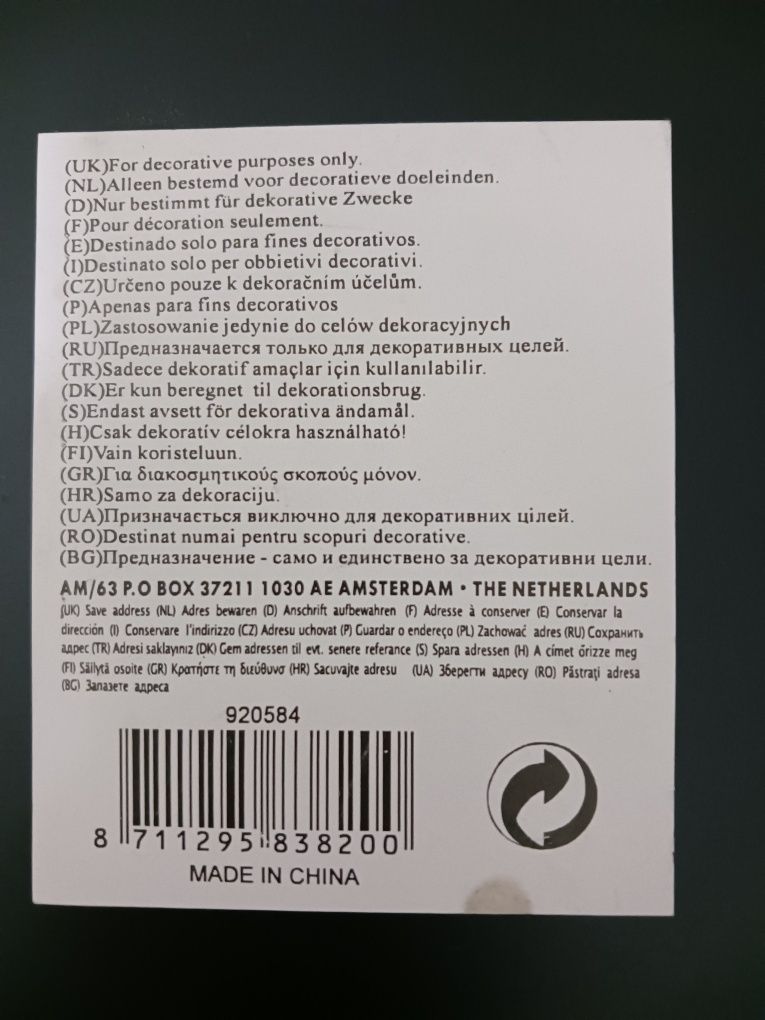 (UK)For decorative purposes only.
(NL)Alleen bestemd voor decoratieve doeleinden.
(D)Nur bestimmt für dekorative Zwecke
(F)Pour décoration seulement.
(E)Destinado solo para fines decorativos.
(I)Destinato solo per obbietivi decorativi.
(CZ)Určeno pouze k dekoračním účelům.
(P)Apenas para fins decorativos
(PL)Zastosowanie jedynie do celów dekoracyjnych
(RU)Предназначается только для декоративных целей.
(TR)Sadece dekoratif amaçlar için kullanılabilir.
(DK)Er kun beregnet til dekorationsbrug.
(S)Endast avsett för dekorativa ändamål.
(H)Csak dekoratív célokra használható!
(FI)Vain koristeluun.
(GR)Για διακοσμητικούς σκοπούς μόνον.
(HR)Samo za dekoraciju.
(UA)Призначається виключно для декоративних цілей.
(RO)Destinat numai pentru scopuri decorative.
(BG)Предназначение - само и единствено за декоративни цели.
AM/63 P.O BOX 37211 1030 AE AMSTERDAM • THE NETHERLANDS
(UK) Save address (NL) Adres bewaren (D) Anschrift aufbewahren (F) Adresse à conserver (E) Conservar la
dirección (I) Conservare l'indirizzo (CZ) Adresu uchovat (P) Guardar o endereço (PL) Zachować adres (RU) Сохранить
адрес (TR) Adresi saklayınız (DK) Gem adressen til evt. senere referance (S) Spara adressen (H) A címet őrizze meg
(FI) Säilytä osoite (GR) Κρατήστε τη διεύθυνσ (HR) Sacuvajte adresu (UA) Зберегти адресу (RO) Păstraţi adresa
(BG) Запазете адреса
920584
8 711295 838200
MADE IN CHINA